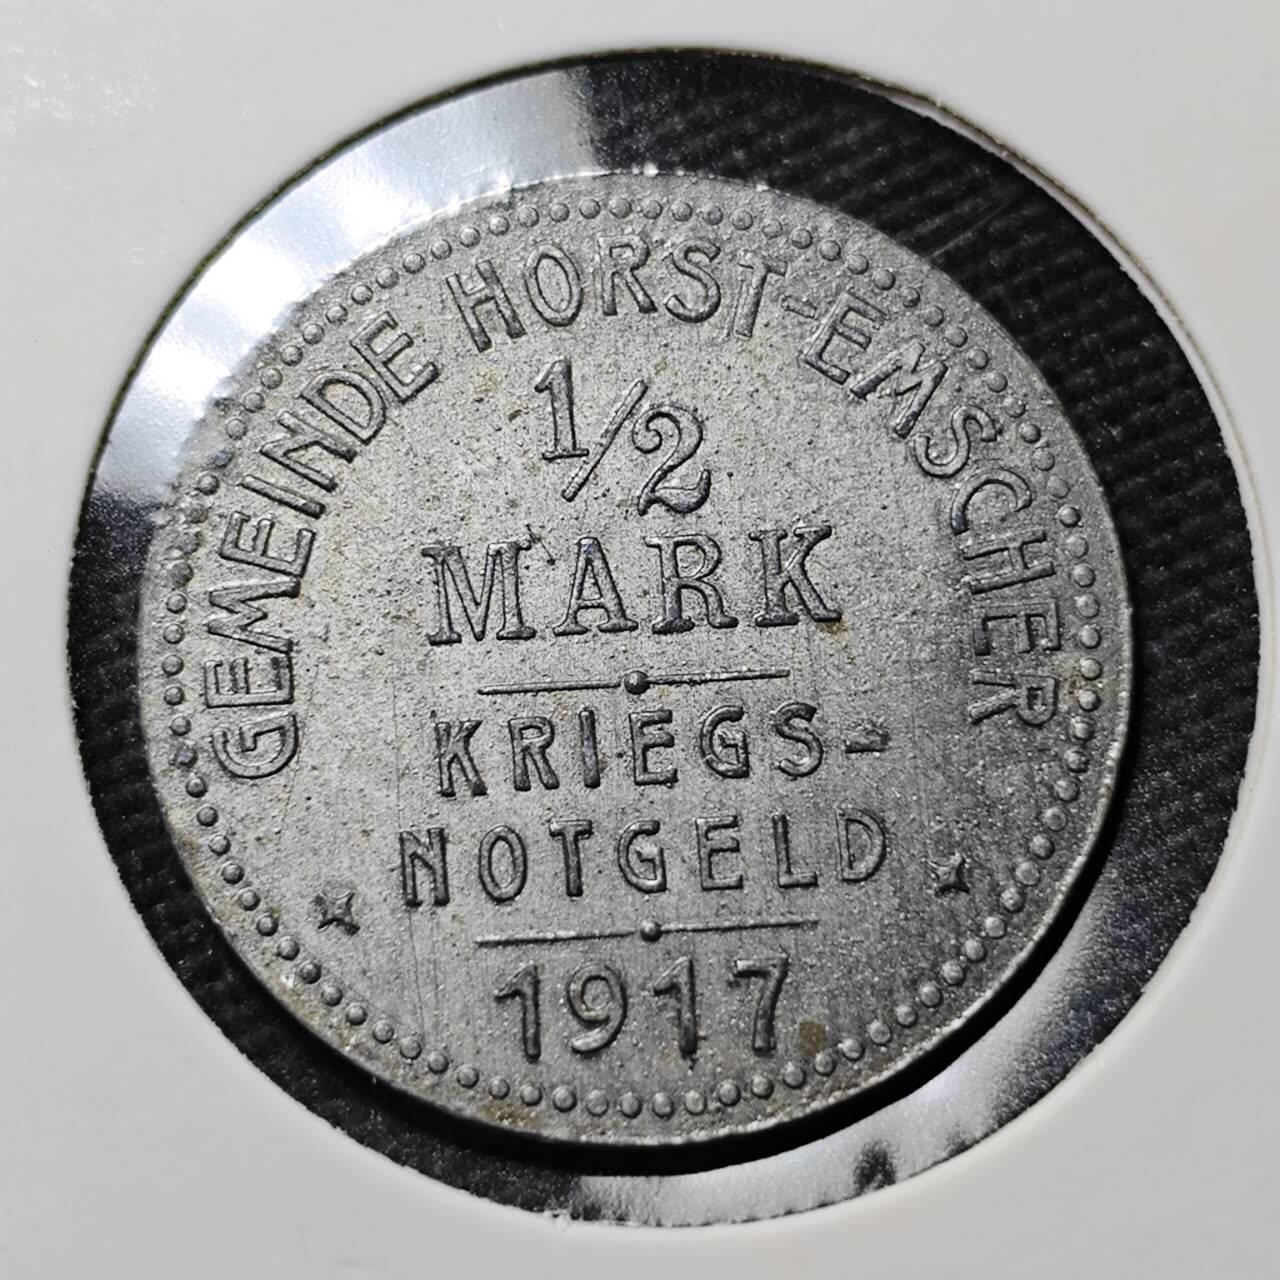 GEMEINDE HORST-EMSCHER
1/2
MARK
KRIEGS-
NOTGELD
1917